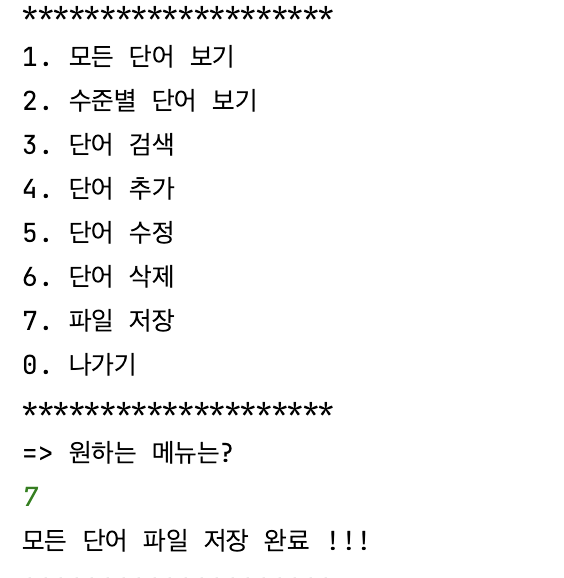 ********************
1. 모든 단어 보기
2. 수준별 단어 보기
3. 단어 검색
4. 단어 추가
5. 단어 수정
6. 단어 삭제
7. 파일 저장
0. 나가기
********************
=> 원하는 메뉴는?
7
모든 단어 파일 저장 완료 !!!